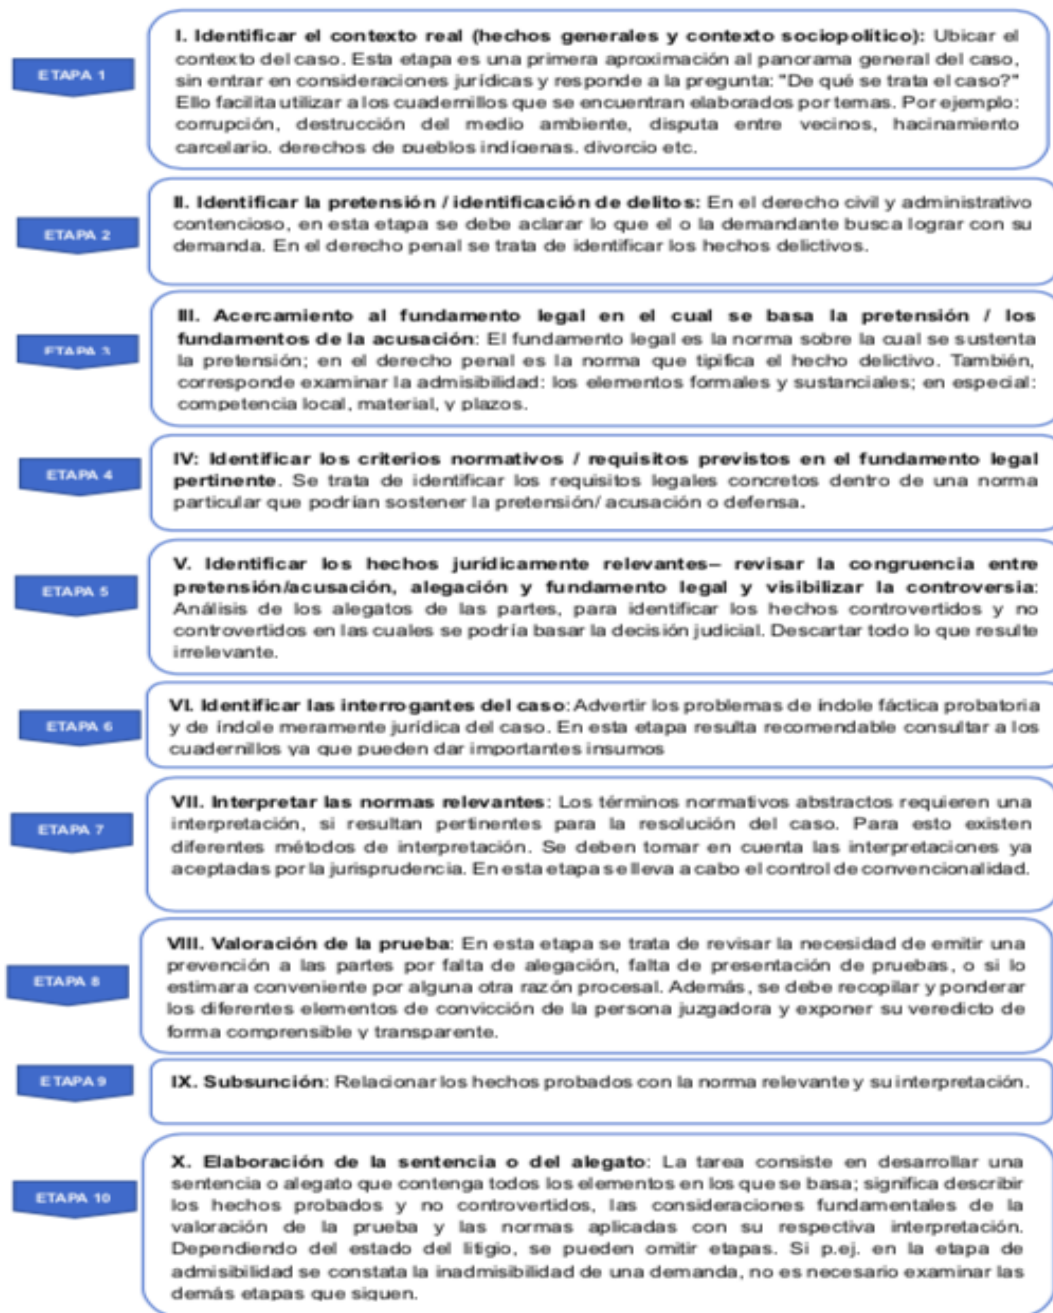 ETAPA 1
I. Identificar el contexto real (hechos generales y contexto sociopolítico): Ubicar el
contexto del caso. Esta etapa es una primera aproximación al panorama general del caso,
sin entrar en consideraciones jurídicas y responde a la pregunta: "De qué se trata el caso?"
Ello facilita utilizar a los cuadernillos que se encuentran elaborados por temas. Por ejemplo:
corrupción, destrucción del medio ambiente, disputa entre vecinos, hacinamiento
carcelario, derechos de pueblos indígenas, divorcio etc.
ETAPA 2
II. Identificar la pretensión / identificación de delitos: En el derecho civil y administrativo
contencioso, en esta etapa se debe aclarar lo que el o la demandante busca lograr con su
demanda. En el derecho penal se trata de identificar los hechos delictivos.
ETAPA 3
III. Acercamiento al fundamento legal en el cual se basa la pretensión / los
fundamentos de la acusación: El fundamento legal es la norma sobre la cual se sustenta
la pretensión; en el derecho penal es la norma que tipifica el hecho delictivo. También,
corresponde examinar la admisibilidad: los elementos formales y sustanciales; en especial:
competencia local, material, y plazos.
ETAPA 4
IV: Identificar los criterios normativos / requisitos previstos en el fundamento legal
pertinente. Se trata de identificar los requisitos legales concretos dentro de una norma
particular que podrían sostener la pretensión/ acusación o defensa.
ETAPA 5
V. Identificar los hechos jurídicamente relevantes– revisar la congruencia entre
pretensión/acusación, alegación y fundamento legal y visibilizar la controversia:
Análisis de los alegatos de las partes, para identificar los hechos controvertidos y no
controvertidos en las cuales se podría basar la decisión judicial. Descartar todo lo que resulte
irrelevante.
ETAPA 6
VI. Identificar las interrogantes del caso: Advertir los problemas de índole fáctica probatoria
y de índole meramente jurídica del caso. En esta etapa resulta recomendable consultar a los
cuadernillos ya que pueden dar importantes insumos
ETAPA 7
VII. Interpretar las normas relevantes: Los términos normativos abstractos requieren una
interpretación, si resultan pertinentes para la resolución del caso. Para esto existen
diferentes métodos de interpretación. Se deben tomar en cuenta las interpretaciones ya
aceptadas por la jurisprudencia. En esta etapa se lleva a cabo el control de convencionalidad.
ETAPA 8
VIII. Valoración de la prueba: En esta etapa se trata de revisar la necesidad de emitir una
prevención a las partes por falta de alegación, falta de presentación de pruebas, o si lo
estimara conveniente por alguna otra razón procesal. Además, se debe recopilar y ponderar
los diferentes elementos de convicción de la persona juzgadora y exponer su veredicto de
forma comprensible y transparente.
ETAPA 9
IX. Subsunción: Relacionar los hechos probados con la norma relevante y su interpretación.
ETAPA 10
X. Elaboración de la sentencia o del alegato: La tarea consiste en desarrollar una
sentencia o alegato que contenga todos los elementos en los que se basa; significa describir
los hechos probados y no controvertidos, las consideraciones fundamentales de la
valoración de la prueba y las normas aplicadas con su respectiva interpretación.
Dependiendo del estado del litigio, se pueden omitir etapas. Si p.ej. en la etapa de
admisibilidad se constata la inadmisibilidad de una demanda, no es necesario examinar las
demás etapas que siguen.